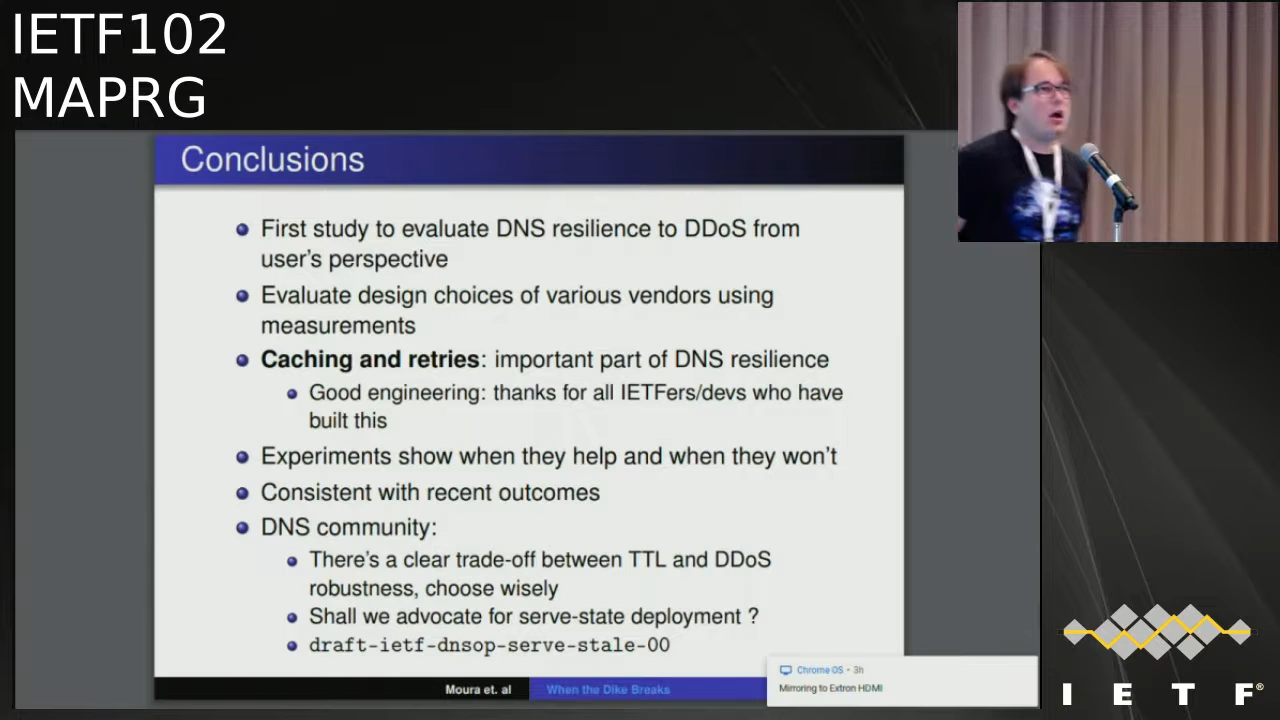 IETF102
MAPRG
Conclusions
First study to evaluate DNS resilience to DDoS from
user's perspective
Evaluate design choices of various vendors using
measurements
Caching and retries: important part of DNS resilience
Good engineering: thanks for all IETFers/devs who have
built this
Experiments show when they help and when they won't
Consistent with recent outcomes
DNS community:
There's a clear trade-off between TTL and DDoS
robustness, choose wisely
Shall we advocate for serve-state deployment ?
draft-ietf-dnsop-serve-stale-00
Moura et. al
When the Dike Breaks
Chrome OS • 3h
Mirroring to Extron HDMI
I E T F®